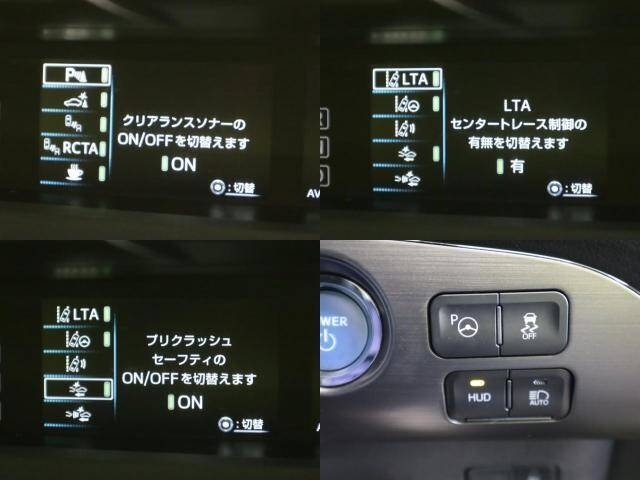 P
RCTA
クリアランスソナーの
ON/OFFを切替えます
ON
:切替
AV
LTA
LTA
センタートレース制御の
有無を切替えます
有
:切替
LTA
プリクラッシュ
セーフティの
ON/OFFを切替えます
ON
:切替
POWER
P
OFF
HUD
AUTO